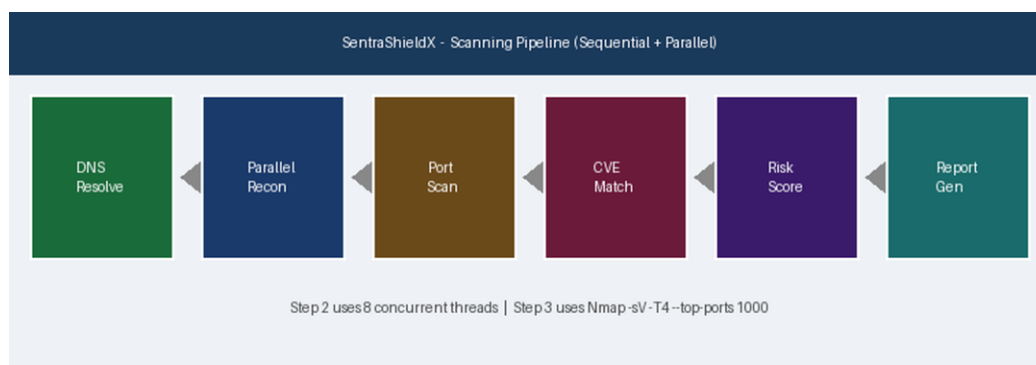 SentraShieldX - Scanning Pipeline (Sequential + Parallel)
DNS
Resolve
Parallel
Recon
Port
Scan
CVE
Match
Risk
Score
Report
Gen
Step 2 uses 8 concurrent threads | Step 3 uses Nmap -sV -T4 --top-ports 1000